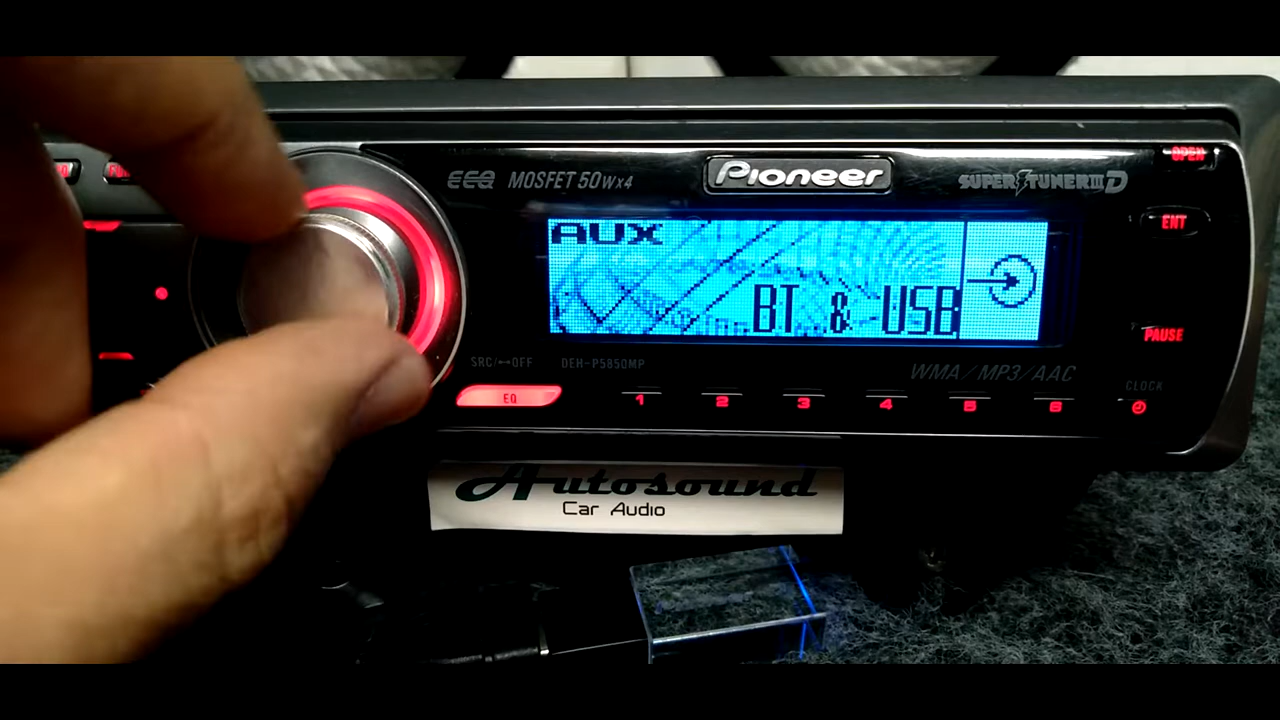 OPEN
EEQ MOSFET 50W×4 Pioneer SUPER TUNER III D
ENT
AUX
BT & USB
PAUSE
SRC/OFF DEH-P5850MP WMA/MP3/AAC
CLOCK
EQ 1 2 3 4 5 6
Autosound
Car Audio